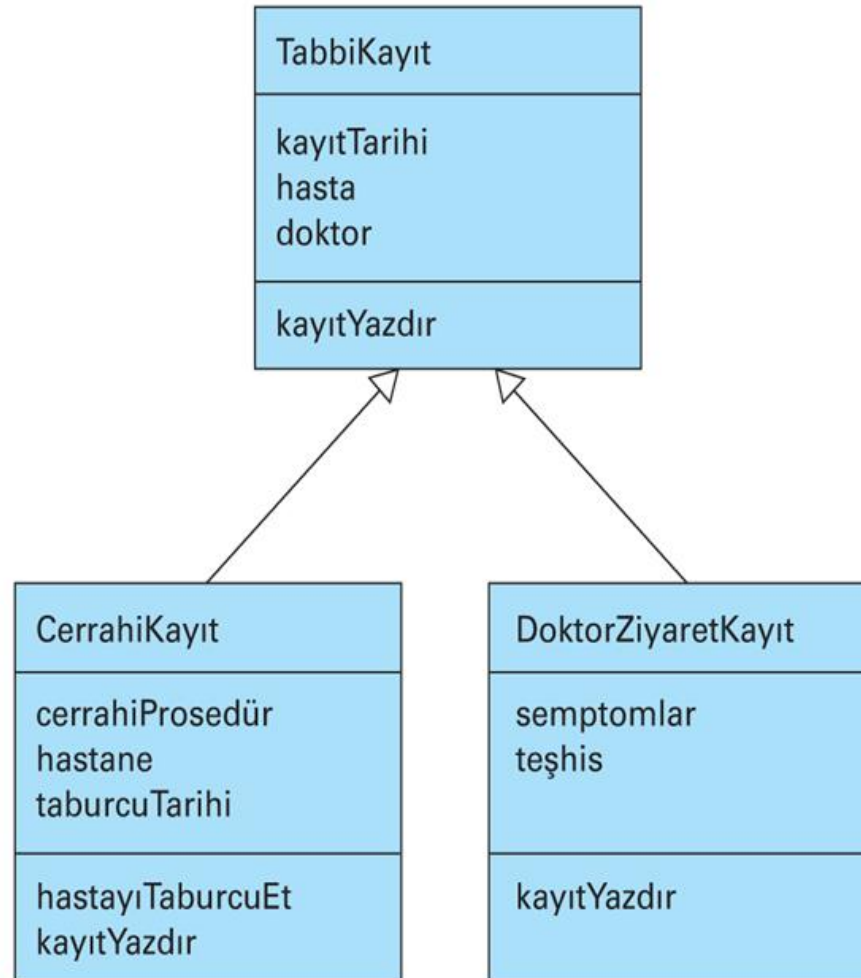 TabbiKayıt
kayıtTarihi
hasta
doktor
kayıtYazdır
CerrahiKayıt
cerrahiProsedür
hastane
taburcuTarihi
hastayıTaburcuEt
kayıtYazdır
DoktorZiyaretKayıt
semptomlar
teşhis
kayıtYazdır